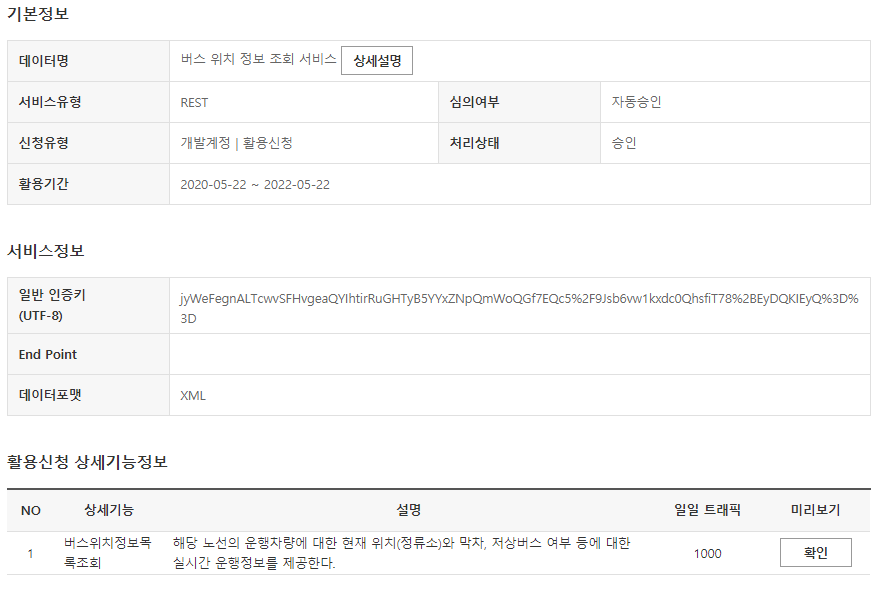 기본정보
데이터명 버스 위치 정보 조회 서비스 상세설명
서비스유형 REST 심의여부 자동승인
신청유형 개발계정 | 활용신청 처리상태 승인
활용기간 2020-05-22 ~ 2022-05-22
서비스정보
일반 인증키
(UTF-8)
jyWeFegnALTcwvSFHvgeaQYIhtirRuGHTyB5YYxZNpQmWoQGf7EQc5%2F9Jsb6vw1kxdc0QhsfiT78%2BEyDQKIEyQ%3D%
3D
End Point
데이터포맷 XML
활용신청 상세기능정보
NO 상세기능 설명 일일 트래픽 미리보기
1 버스위치정보목 해당 노선의 운행차량에 대한 현재 위치(정류소)와 막자, 저상버스 여부 등에 대한 1000 확인
록조회 실시간 운행정보를 제공한다.